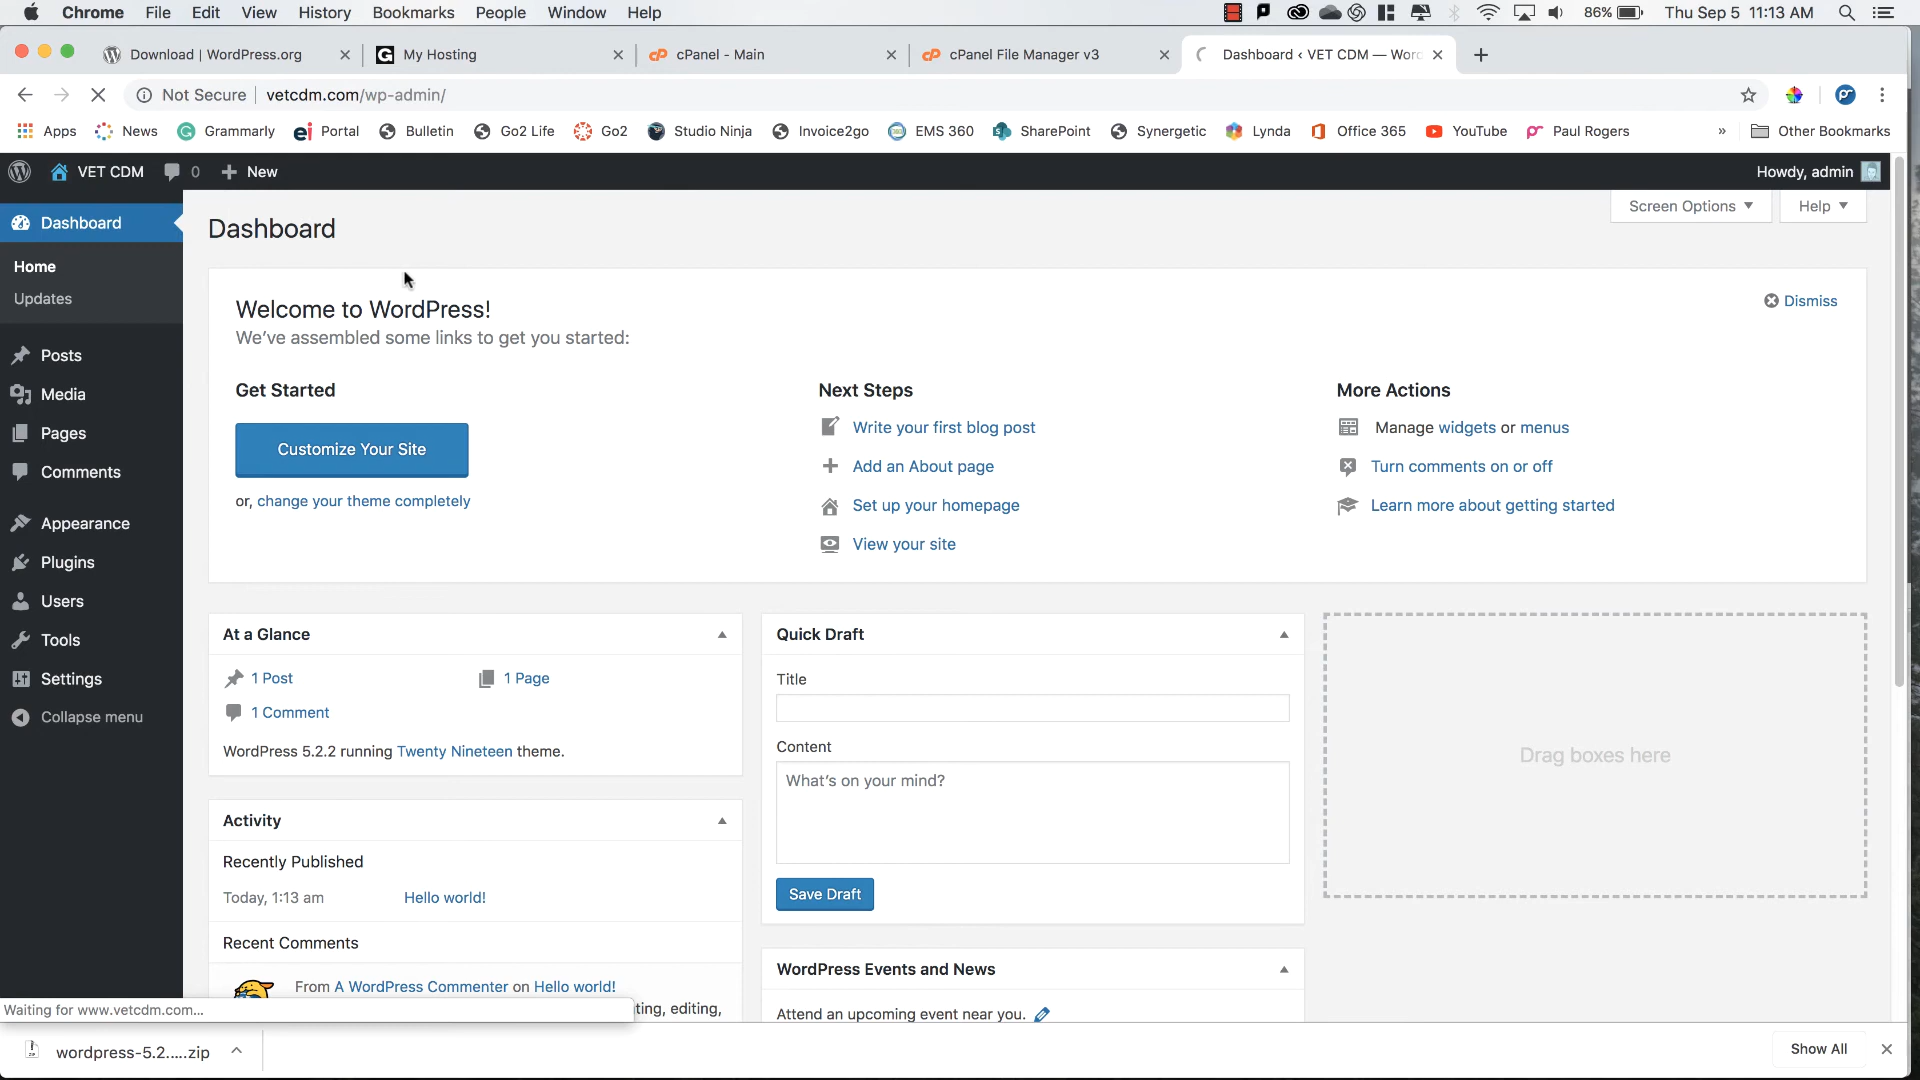 Chrome File Edit View History Bookmarks People Window Help 86% Thu Sep 5 11:13 AM
Download | WordPress.org My Hosting cPanel - Main cPanel File Manager v3 Dashboard ‹ VET CDM — Wor
Not Secure vetcdm.com/wp-admin/
Apps News Grammarly Portal Bulletin Go2 Life Go2 Studio Ninja Invoice2go EMS 360 SharePoint Synergetic Lynda Office 365 YouTube Paul Rogers » Other Bookmarks
VET CDM 0 New Howdy, admin
Dashboard
Home
Updates
Posts
Media
Pages
Comments
Appearance
Plugins
Users
Tools
Settings
Collapse menu
Screen Options Help
Dashboard
Welcome to WordPress!
Dismiss
We've assembled some links to get you started:
Get Started
Customize Your Site
or, change your theme completely
Next Steps
Write your first blog post
Add an About page
Set up your homepage
View your site
More Actions
Manage widgets or menus
Turn comments on or off
Learn more about getting started
At a Glance
1 Post 1 Page
1 Comment
WordPress 5.2.2 running Twenty Nineteen theme.
Activity
Recently Published
Today, 1:13 am Hello world!
Recent Comments
From A WordPress Commenter on Hello world!
ting, editing,
Quick Draft
Title
Content
What's on your mind?
Save Draft
WordPress Events and News
Attend an upcoming event near you.
Drag boxes here
Waiting for www.vetcdm.com...
wordpress-5.2.....zip Show All